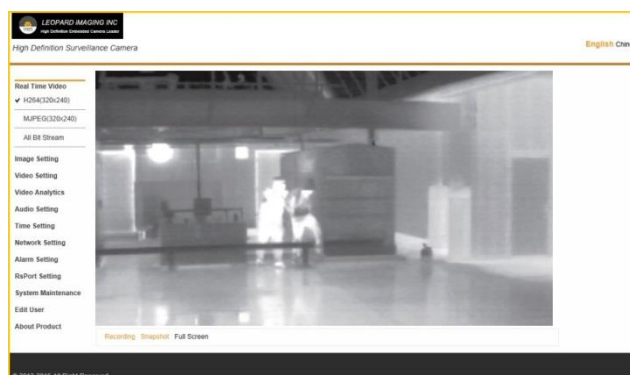 LEOPARD IMAGING INC
High Definition Embedded Camera Leader
High Definition Surveillance Camera
English Chin
Real Time Video
✔ H264(320x240)
MJPEG(320x240)
All Bit Stream
Image Setting
Video Setting
Video Analytics
Audio Setting
Time Setting
Network Setting
Alarm Setting
RsPort Setting
System Maintenance
Edit User
About Product
Recording Snapshot Full Screen